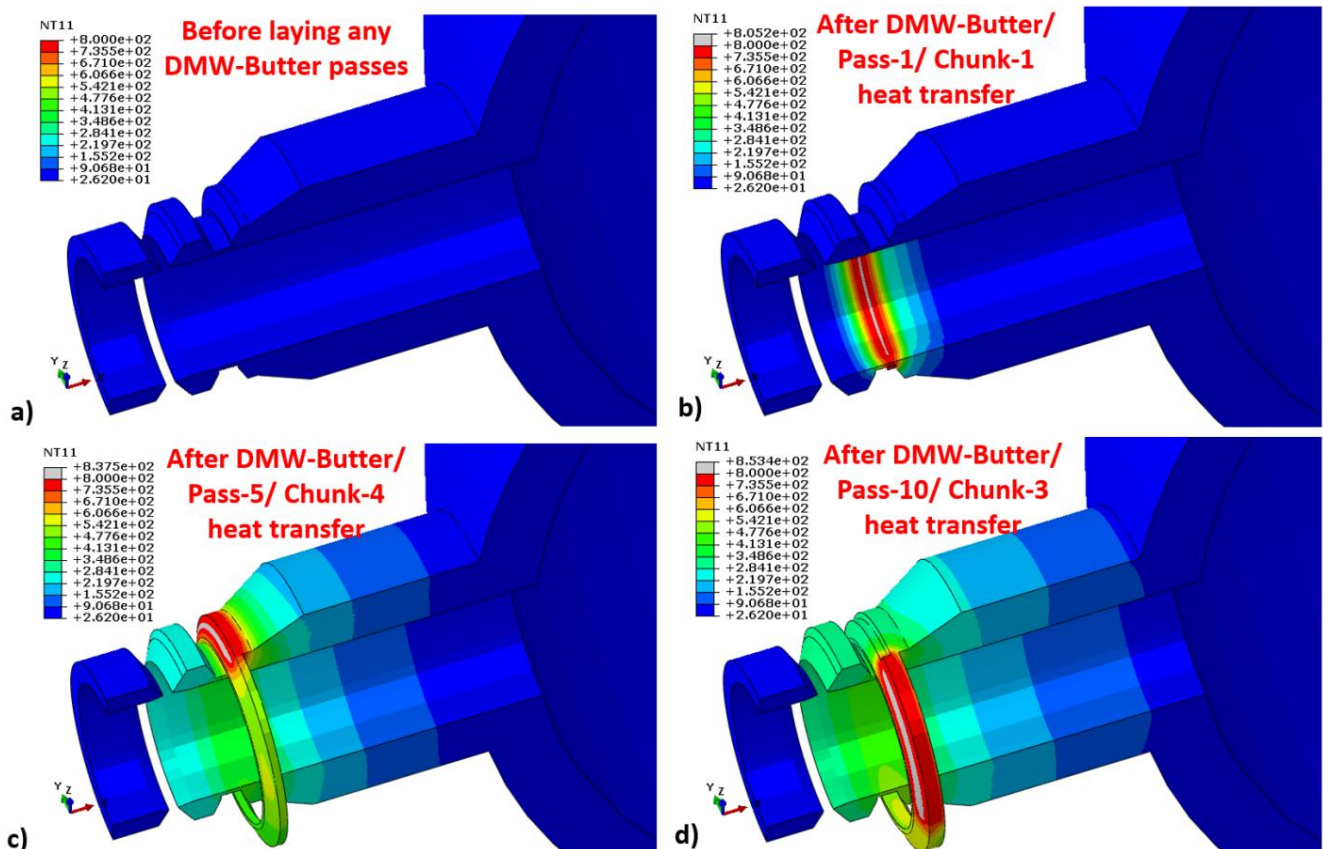 NT11
+8.000e+02
+7.355e+02
+6.710e+02
+6.066e+02
+5.421e+02
+4.776e+02
+4.131e+02
+3.486e+02
+2.841e+02
+2.197e+02
+1.552e+02
+9.068e+01
+2.620e+01
Before laying any
DMW-Butter passes
Y Z
a)
NT11
+8.052e+02
+8.000e+02
+7.355e+02
+6.710e+02
+6.066e+02
+5.421e+02
+4.776e+02
+4.131e+02
+3.486e+02
+2.841e+02
+2.197e+02
+1.552e+02
+9.068e+01
+2.620e+01
After DMW-Butter/
Pass-1/ Chunk-1
heat transfer
Y Z
b)
NT11
+8.375e+02
+8.000e+02
+7.355e+02
+6.710e+02
+6.066e+02
+5.421e+02
+4.776e+02
+4.131e+02
+3.486e+02
+2.841e+02
+2.197e+02
+1.552e+02
+9.068e+01
+2.620e+01
After DMW-Butter/
Pass-5/ Chunk-4
heat transfer
Y Z
c)
NT11
+8.534e+02
+8.000e+02
+7.355e+02
+6.710e+02
+6.066e+02
+5.421e+02
+4.776e+02
+4.131e+02
+3.486e+02
+2.841e+02
+2.197e+02
+1.552e+02
+9.068e+01
+2.620e+01
After DMW-Butter/
Pass-10/ Chunk-3
heat transfer
Y Z
d)